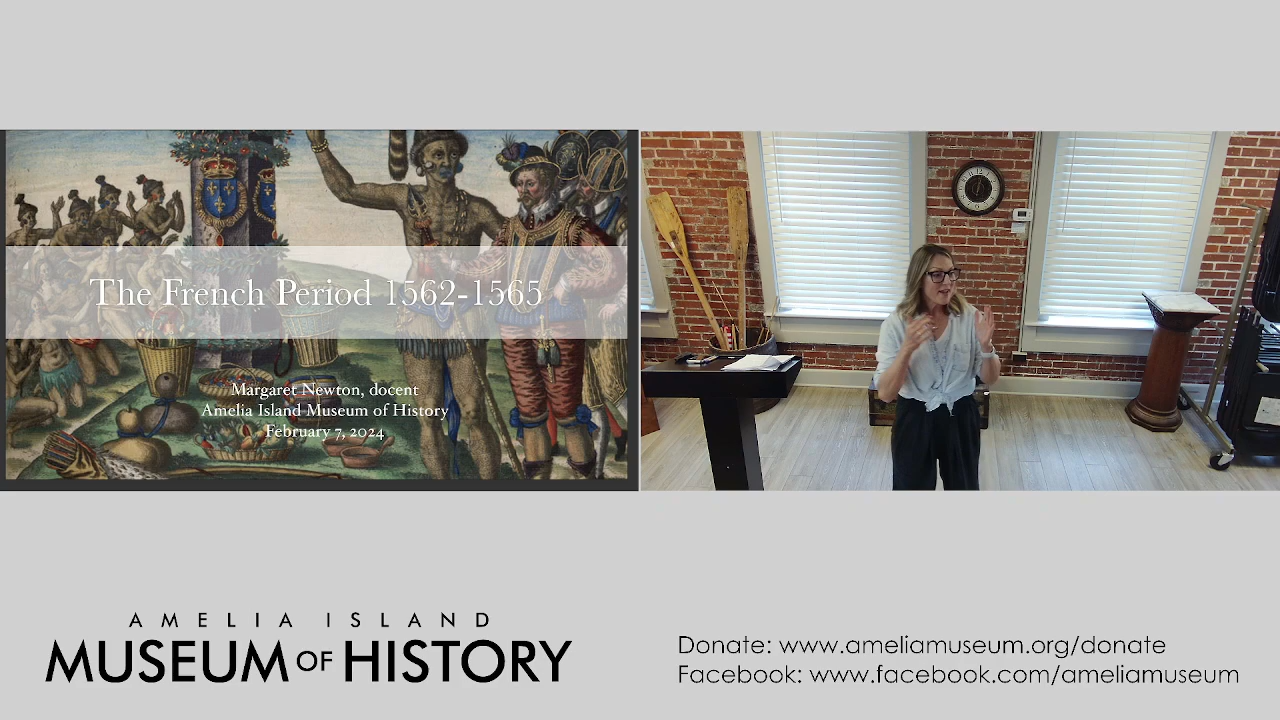 The French Period 1562-1565
Margaret Newton, docent
Amelia Island Museum of History
February 7, 2024
AMELIA ISLAND
MUSEUM OF HISTORY
Donate: www.ameliamuseum.org/donate
Facebook: www.facebook.com/ameliamuseum